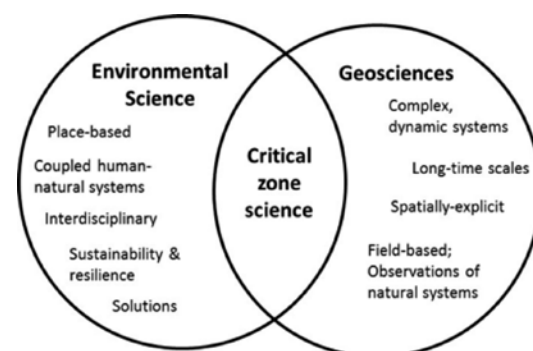 Environmental
Science
Place-based
Coupled human-
natural systems
Interdisciplinary
Sustainability &
resilience
Solutions
Critical
zone
science
Geosciences
Complex,
dynamic systems
Long-time scales
Spatially-explicit
Field-based;
Observations of
natural systems